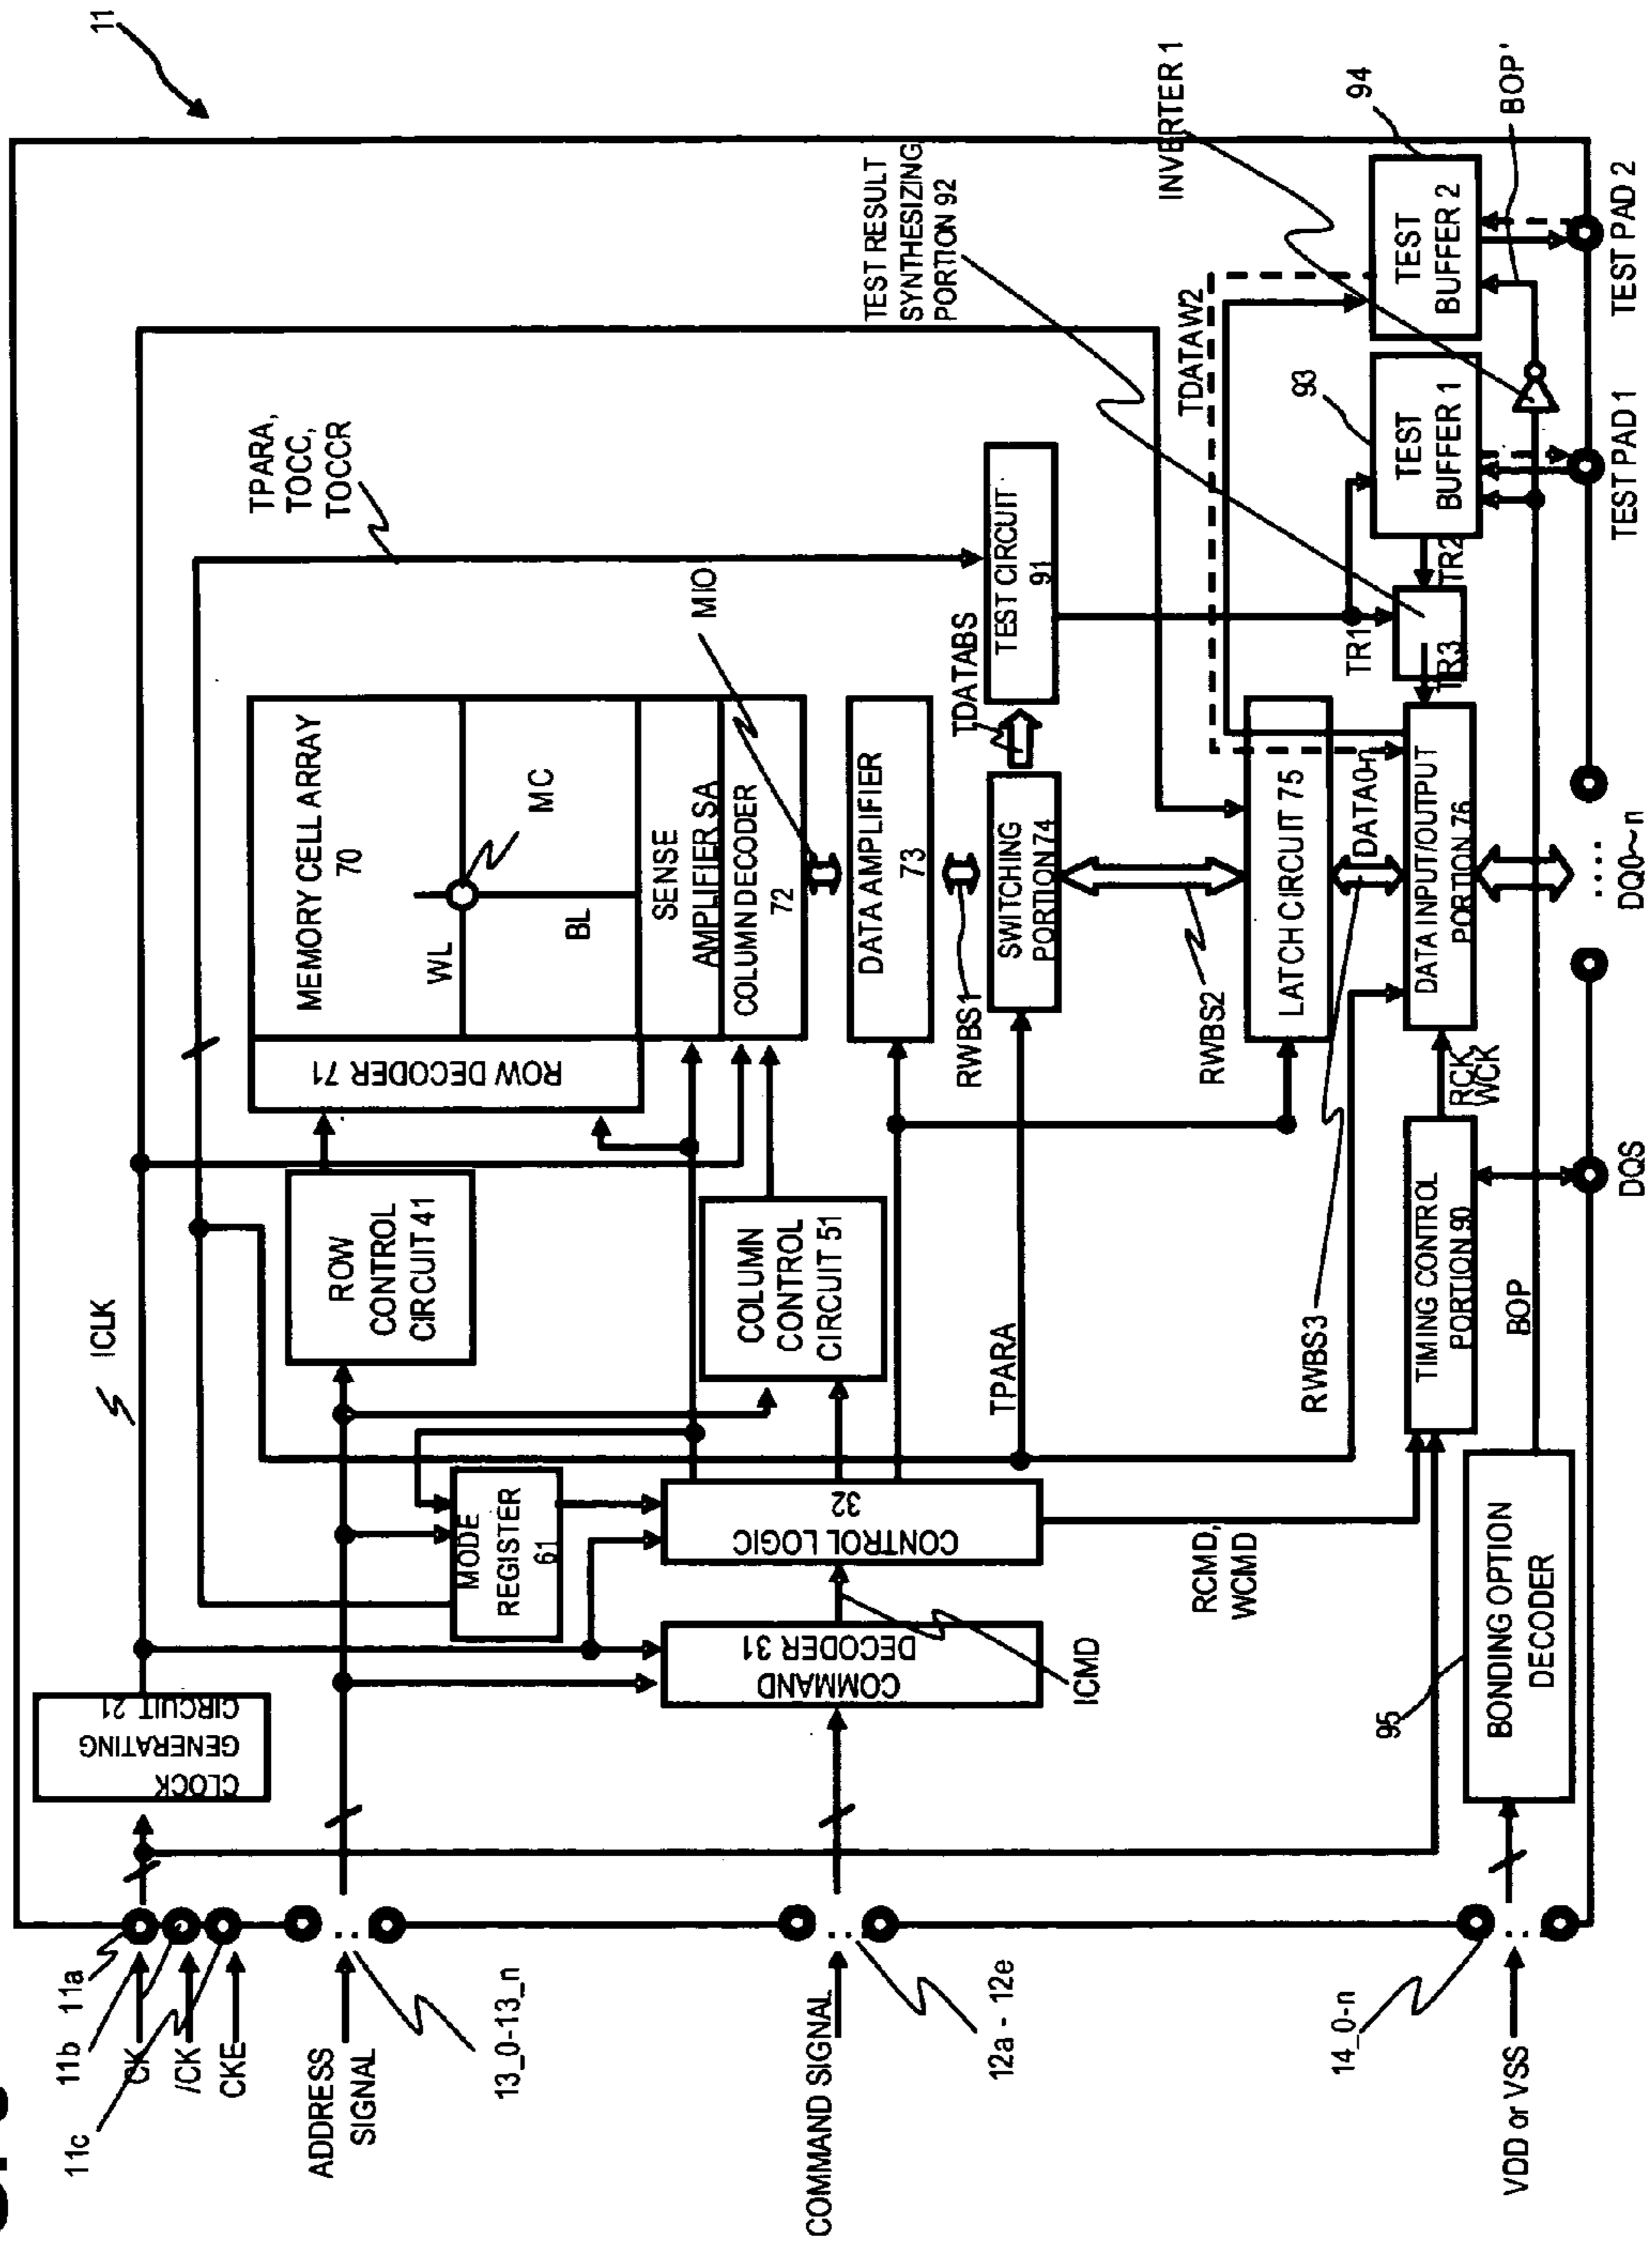 11
CLOCK
GENERATING
CIRCUIT 21
ICLK
TPARA,
TOCC,
TOCCR
11a
11b
11c
CK
/CK
CKE
ADDRESS
SIGNAL
13_0-13_n
COMMAND SIGNAL
12a - 12e
14_0-n
VDD or VSS
MODE
REGISTER
61
ROW
CONTROL
CIRCUIT 41
COLUMN
CONTROL
CIRCUIT 51
COMMAND
DECODER 31
ICMD
CONTROL LOGIC
32
RCMD,
WCMD
ROW DECODER 71
MEMORY CELL ARRAY
70
WL
MC
BL
SENSE
AMPLIFIER SA
COLUMN DECODER
72
MIO
DATA AMPLIFIER
73
RWBS1
TPARA
SWITCHING
PORTION 74
TDATABS
TEST CIRCUIT
91
RWBS2
LATCH CIRCUIT 75
RWBS3
DATA0-n
DATA INPUT/OUTPUT
PORTION 76
TIMING CONTROL
PORTION 90
RCK
WCK
TEST RESULT
SYNTHESIZING
PORTION 92
TDATAW2
INVERTER 1
TR1
TR2
TR3
93
TEST
BUFFER 1
94
TEST
BUFFER 2
BOP'
BOP
95
BONDING OPTION
DECODER
DQS
DQ0~n
TEST PAD 1
TEST PAD 2